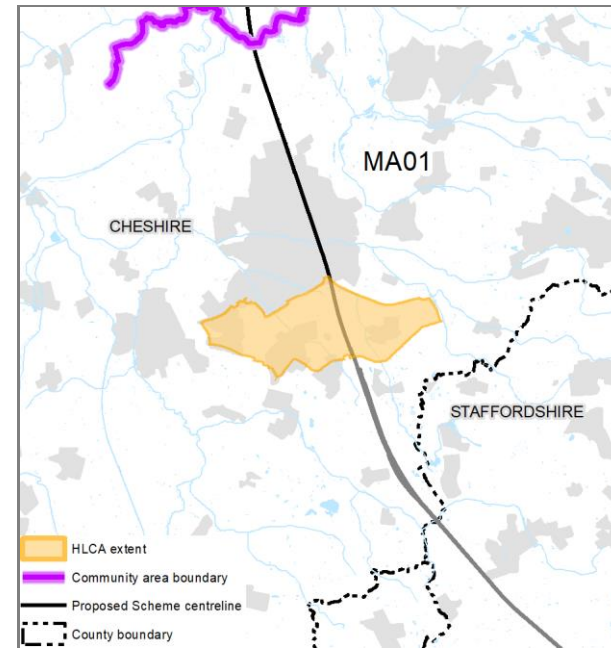 MA01
CHESHIRE
STAFFORDSHIRE
HLCA extent
Community area boundary
Proposed Scheme centreline
County boundary